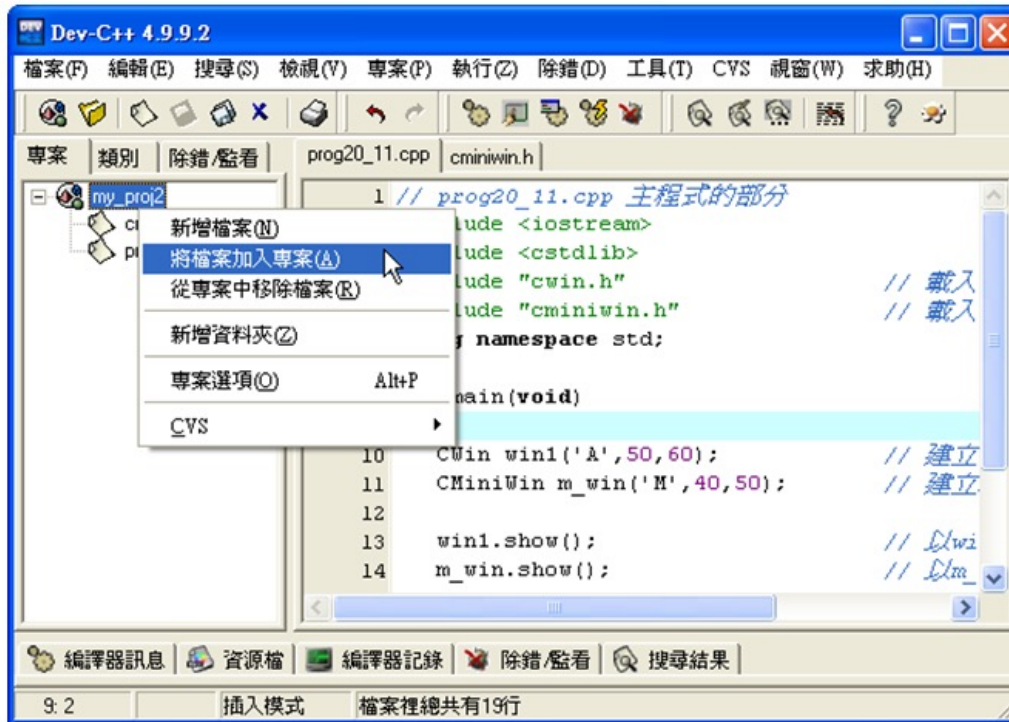 Dev-C++ 4.9.9.2
檔案(F) 編輯(E) 搜尋(S) 檢視(V) 專案(P) 執行(Z) 除錯(D) 工具(T) CVS 視窗(W) 求助(H)
專案 類別 除錯/監看 prog20_11.cpp cminiwin.h
my_proj2
新增檔案(N)
將檔案加入專案(A)
從專案中移除檔案(R)
新增資料夾(Z)
專案選項(O) Alt+P
CVS
1 // prog20_11.cpp 主程式的部分
lude <iostream>
lude <cstdlib>
lude "cwin.h" // 載入
lude "cminiwin.h" // 載入
g namespace std;
main(void)
10 CWin win1('A',50,60); // 建立
11 CMiniWin m_win('M',40,50); // 建立
12
13 win1.show(); // 以wi
14 m_win.show(); // 以m_
編譯器訊息 資源檔 編譯器記錄 除錯/監看 搜尋結果
9: 2 插入模式 檔案裡總共有19行